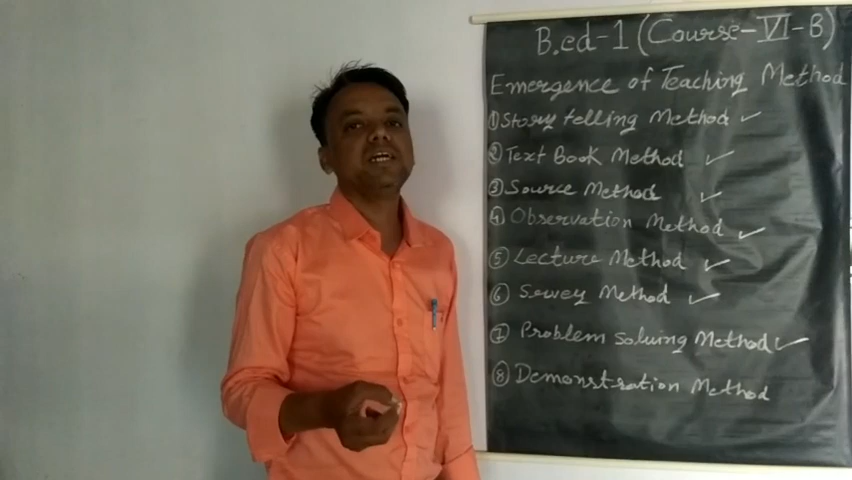 B.ed-1 (Course-VI-B)
Emergence of Teaching Method
① Story telling Method ✓
② Text Book Method ✓
③ Source Method ✓
④ Observation Method ✓
⑤ Lecture Method ✓
⑥ Servey Method ✓
⑦ Problem Solving Method ✓
⑧ Demonstration Method